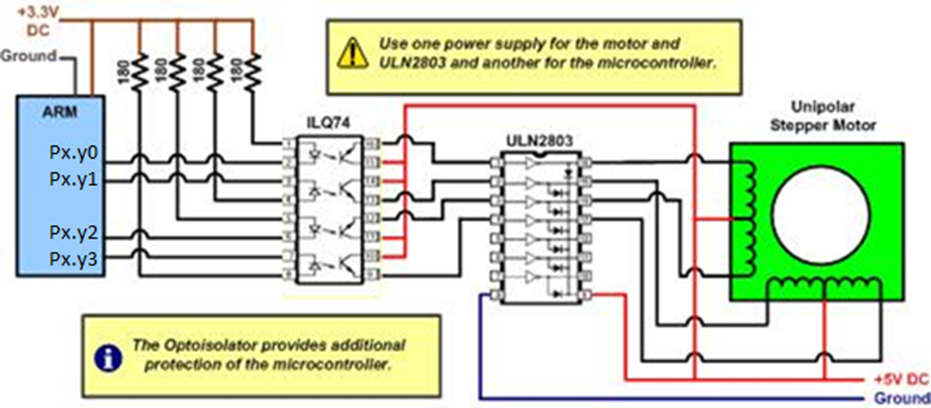 +3.3V
DC
Ground
180
180
180
180
Use one power supply for the motor and
ULN2803 and another for the microcontroller.
ARM
Px.y0
Px.y1
Px.y2
Px.y3
ILQ74
ULN2803
Unipolar
Stepper Motor
The Optoisolator provides additional
protection of the microcontroller.
+5V DC
Ground